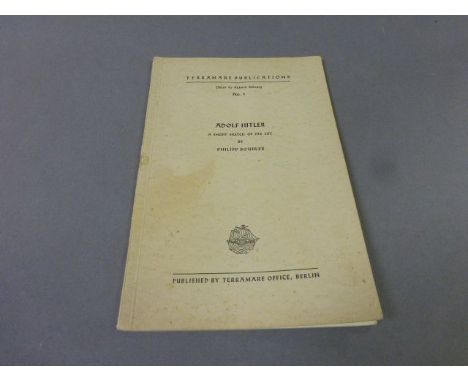 TERRAMARE PUBLICATIONS
No. 1
ADOLF HITLER
A SHORT SKETCH OF HIS LIFE
BY
PHILIPP BOUHLER
PUBLISHED BY TERRAMARE OFFICE, BERLIN